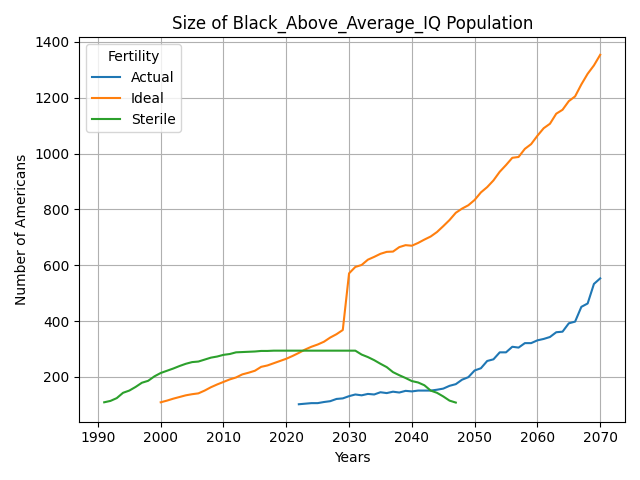 Size of Black_Above_Average_IQ Population
Number of Americans
1400
1200
1000
800
600
400
200
Fertility
Actual
Ideal
Sterile
1990 2000 2010 2020 2030 2040 2050 2060 2070
Years